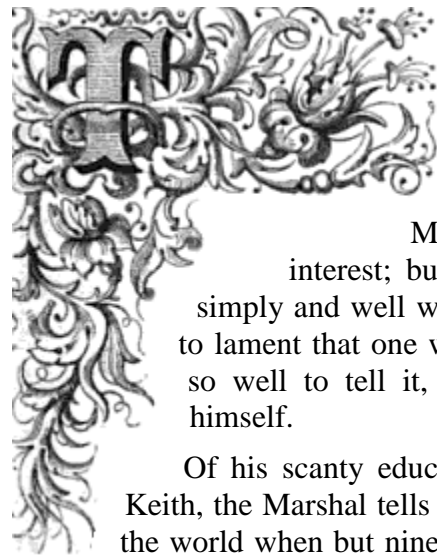 T
M
interest; bu
simply and well w
to lament that one w
so well to tell it,
himself.
Of his scanty educ
Keith, the Marshal tells
the world when but nine